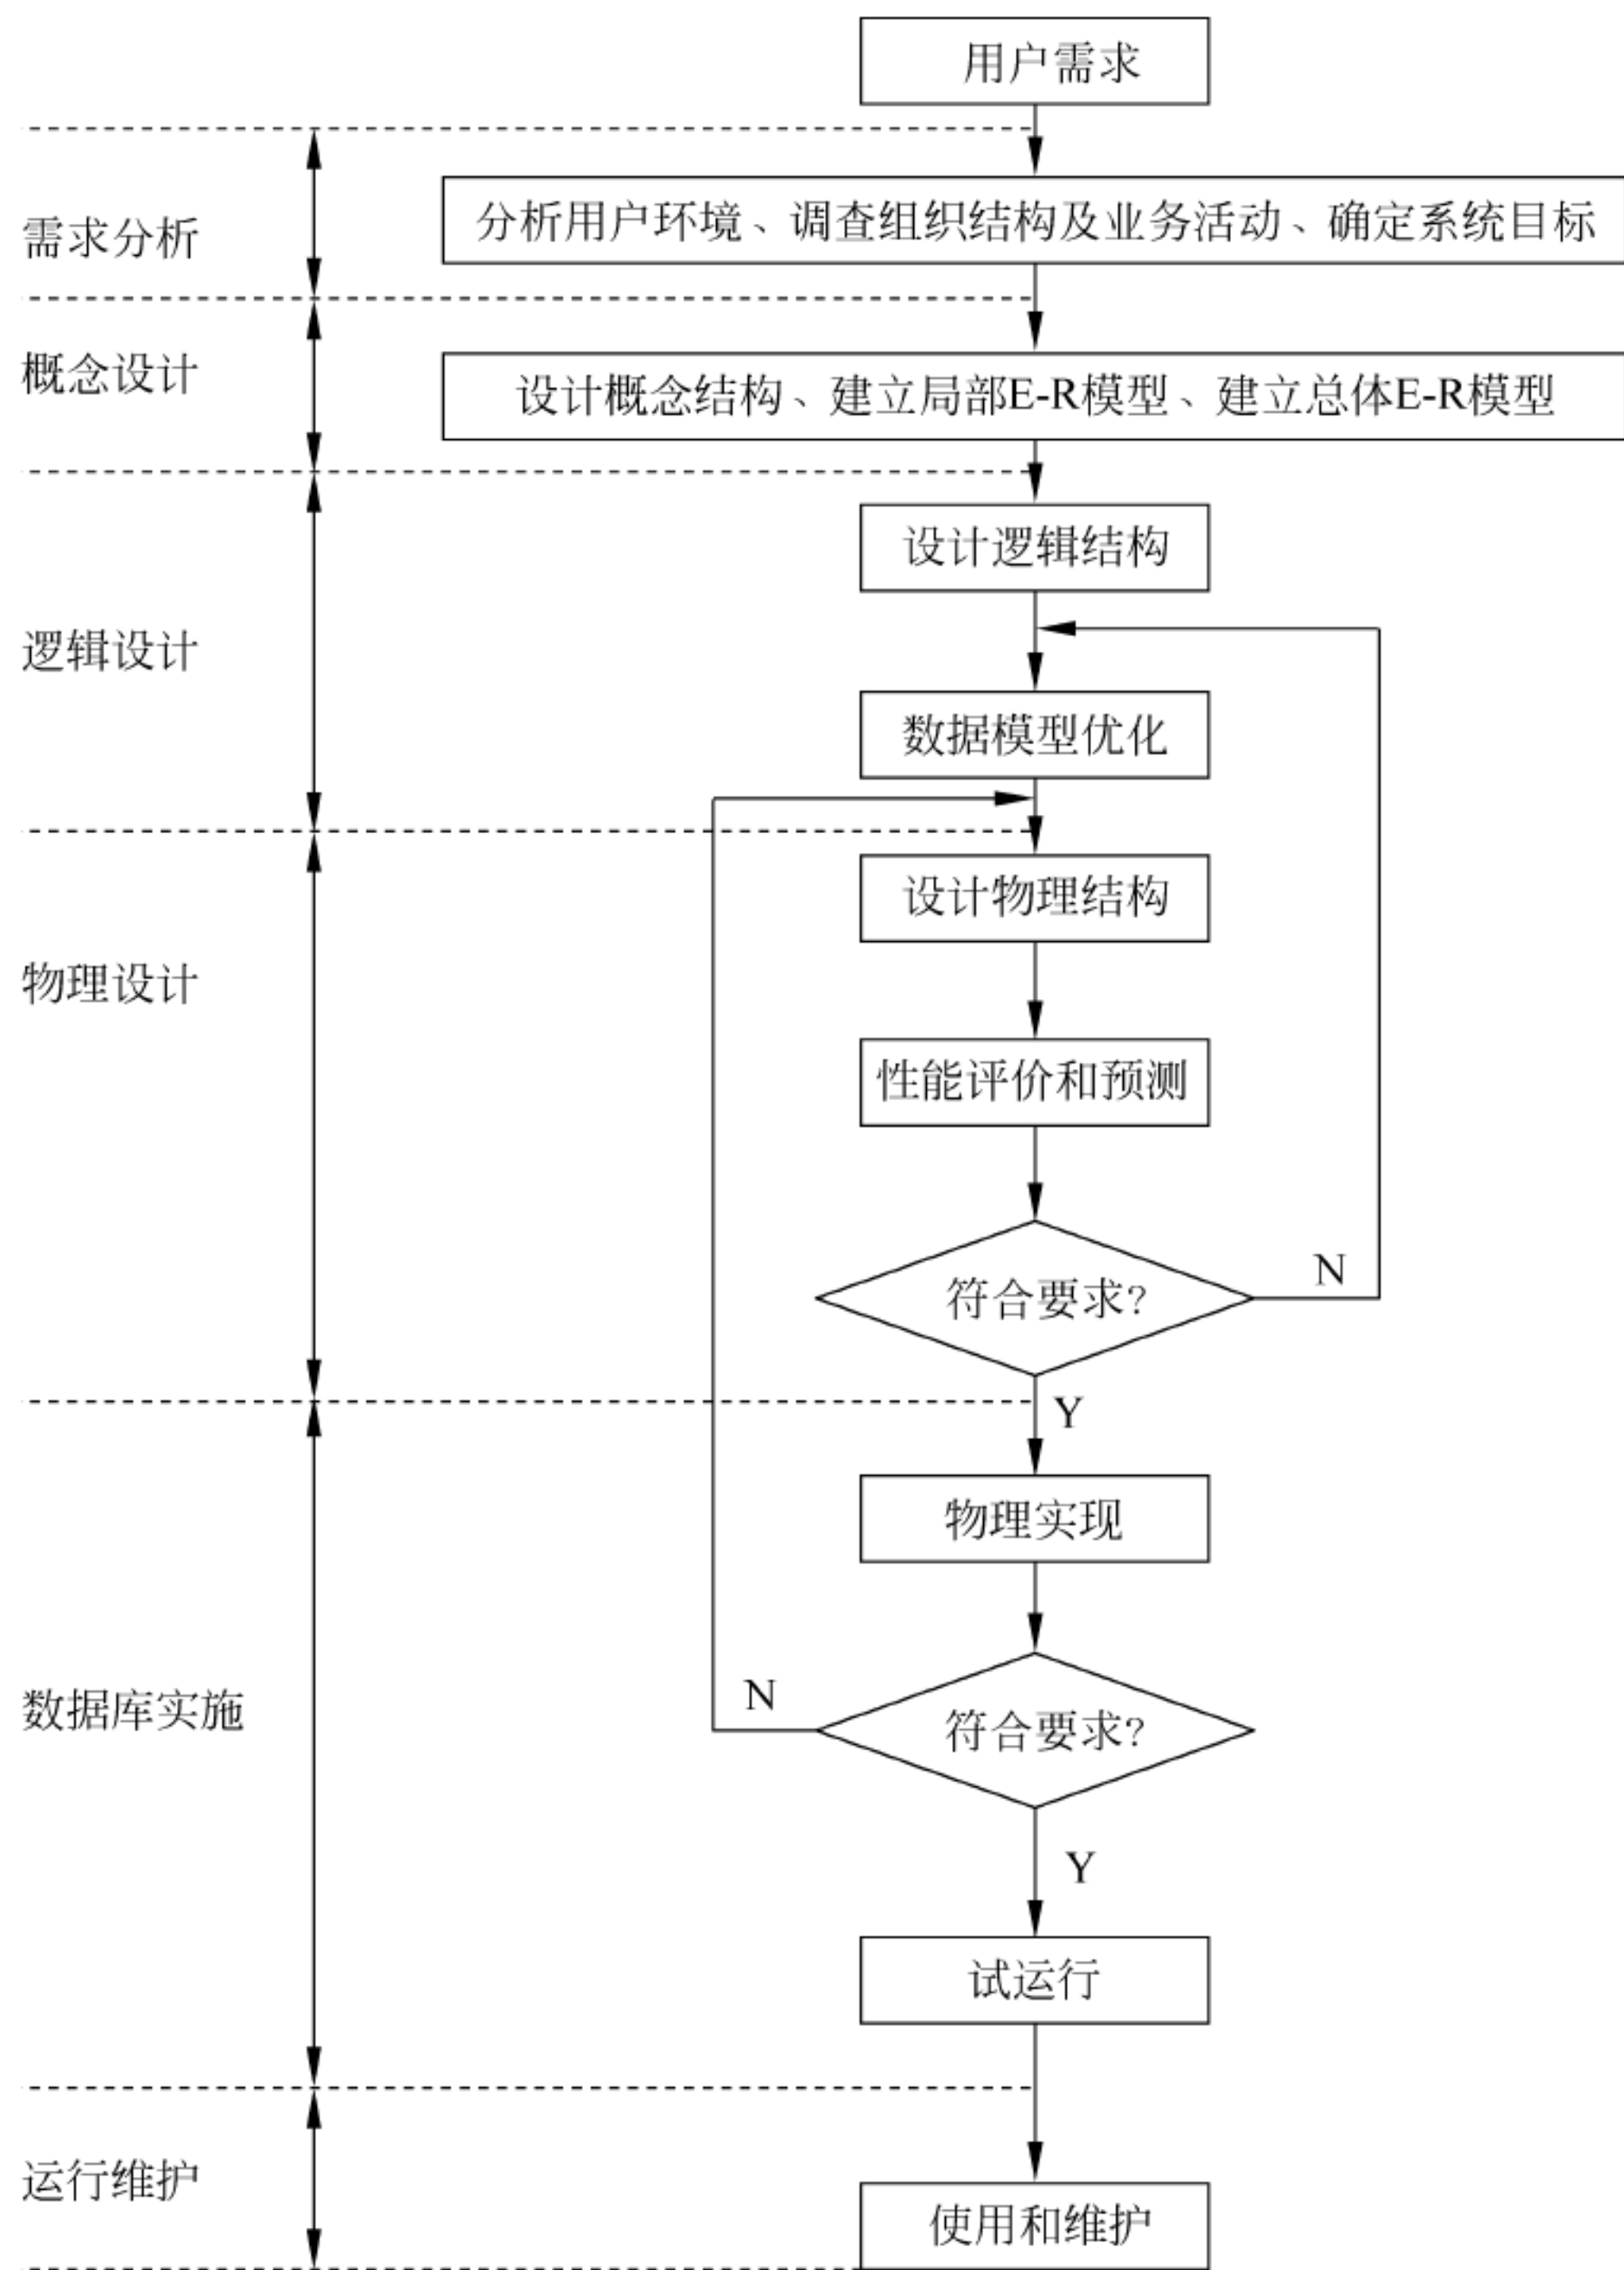 用户需求
需求分析
分析用户环境、调查组织结构及业务活动、确定系统目标
概念设计
设计概念结构、建立局部E-R模型、建立总体E-R模型
设计逻辑结构
逻辑设计
数据模型优化
设计物理结构
物理设计
性能评价和预测
符合要求?
N
Y
物理实现
数据库实施
N
符合要求?
Y
试运行
运行维护
使用和维护